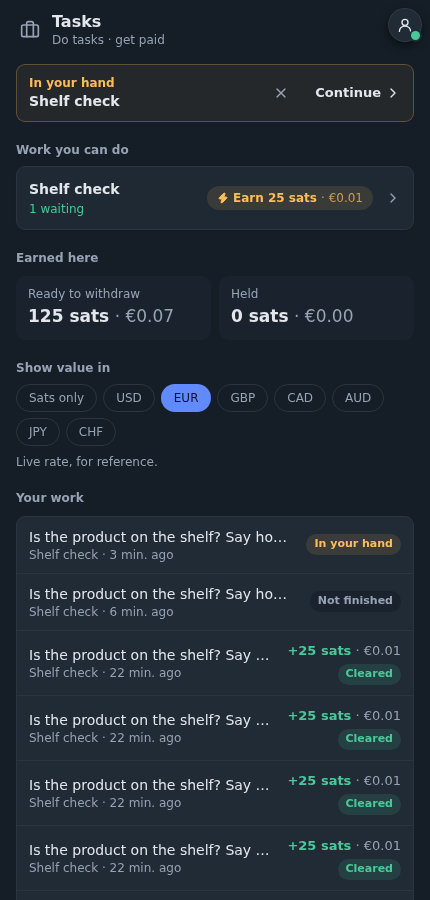 Tasks
Do tasks · get paid
In your hand
Shelf check
× Continue
Work you can do
Shelf check
1 waiting
Earn 25 sats · €0.01
Earned here
Ready to withdraw
125 sats · €0.07
Held
0 sats · €0.00
Show value in
Sats only USD EUR GBP CAD AUD
JPY CHF
Live rate, for reference.
Your work
Is the product on the shelf? Say ho...
Shelf check · 3 min. ago
In your hand
Is the product on the shelf? Say ho...
Shelf check · 6 min. ago
Not finished
Is the product on the shelf? Say ...
Shelf check · 22 min. ago
+25 sats · €0.01
Cleared
Is the product on the shelf? Say ...
Shelf check · 22 min. ago
+25 sats · €0.01
Cleared
Is the product on the shelf? Say ...
Shelf check · 22 min. ago
+25 sats · €0.01
Cleared
Is the product on the shelf? Say ...
Shelf check · 22 min. ago
+25 sats · €0.01
Cleared